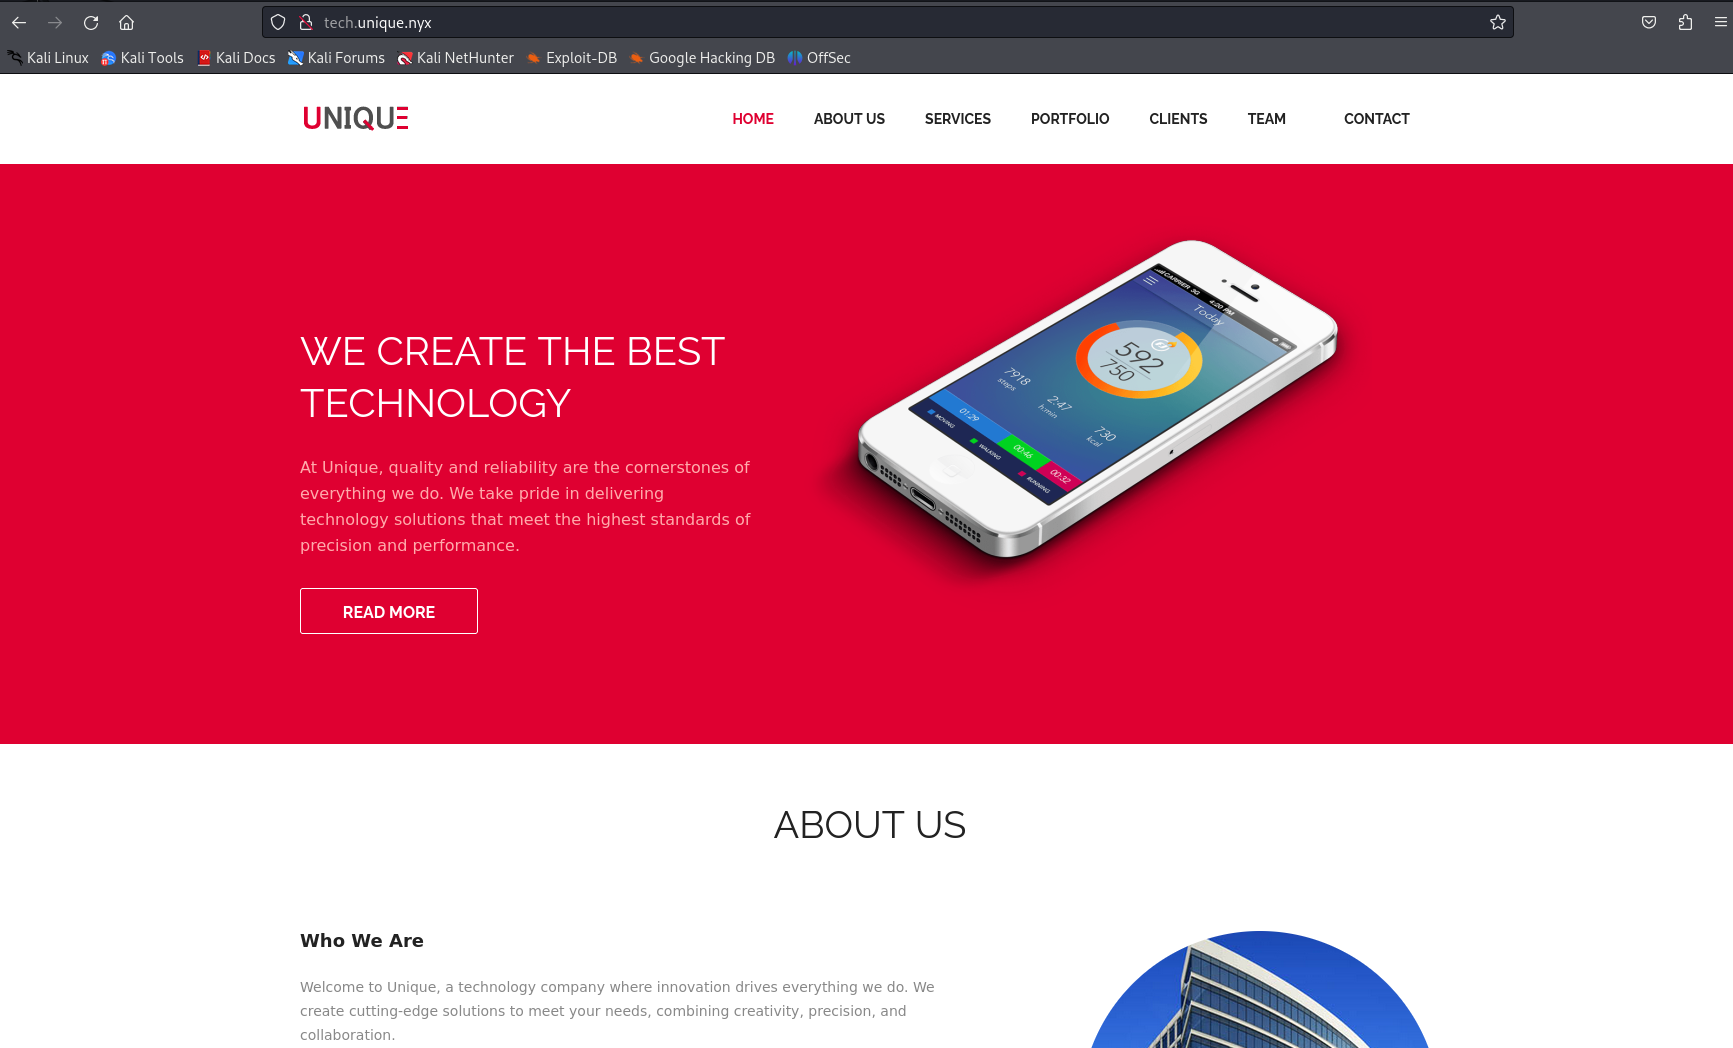 tech.unique.nyx
Kali Linux Kali Tools Kali Docs Kali Forums Kali NetHunter Exploit-DB Google Hacking DB OffSec
UNIQUE HOME ABOUT US SERVICES PORTFOLIO CLIENTS TEAM CONTACT
WE CREATE THE BEST
TECHNOLOGY
At Unique, quality and reliability are the cornerstones of
everything we do. We take pride in delivering
technology solutions that meet the highest standards of
precision and performance.
READ MORE
CARRIER 3G 4:20 PM
Today
592
750
7918
steps
2:47
h:min
730
kcal
01:29
00:46
00:32
MOVING
WALKING
RUNNING
ABOUT US
Who We Are
Welcome to Unique, a technology company where innovation drives everything we do. We
create cutting-edge solutions to meet your needs, combining creativity, precision, and
collaboration.